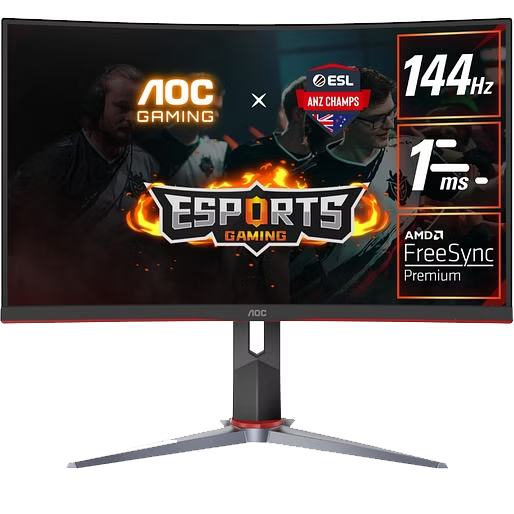 AOC
GAMING
×
ESL
ANZ CHAMPS
ESPORTS
GAMING
144Hz
1ms
AMD
FreeSync
Premium
AOC